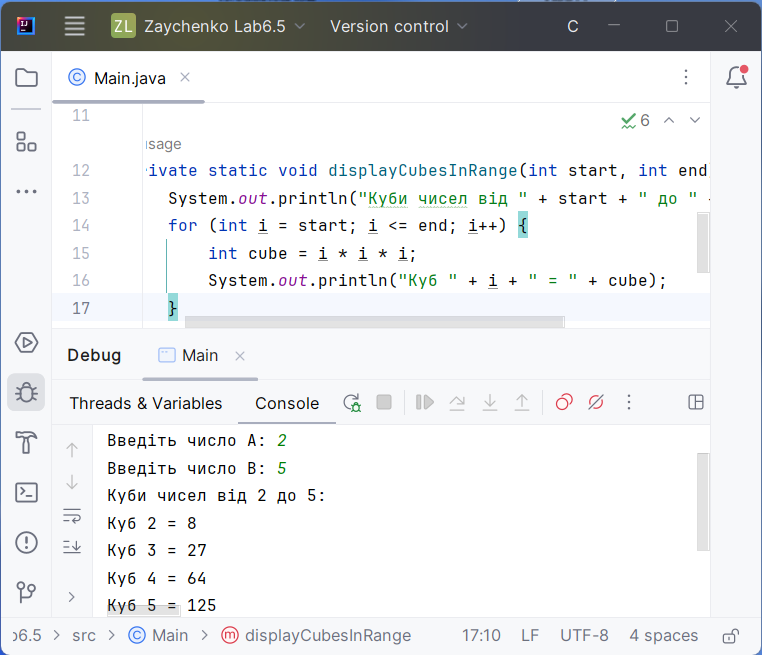 ZL Zaychenko Lab6.5 Version control C
Main.java
11
6
usage
12 ivate static void displayCubesInRange(int start, int end
13 System.out.println("Куби чисел від " + start + " до " +
14 for (int i = start; i <= end; i++) {
15 int cube = i * i * i;
16 System.out.println("Куб " + i + " = " + cube);
17 }
Debug Main
Threads & Variables Console
Введіть число A: 2
Введіть число B: 5
Куби чисел від 2 до 5:
Куб 2 = 8
Куб 3 = 27
Куб 4 = 64
Куб 5 = 125
6.5 > src > Main > displayCubesInRange 17:10 LF UTF-8 4 spaces